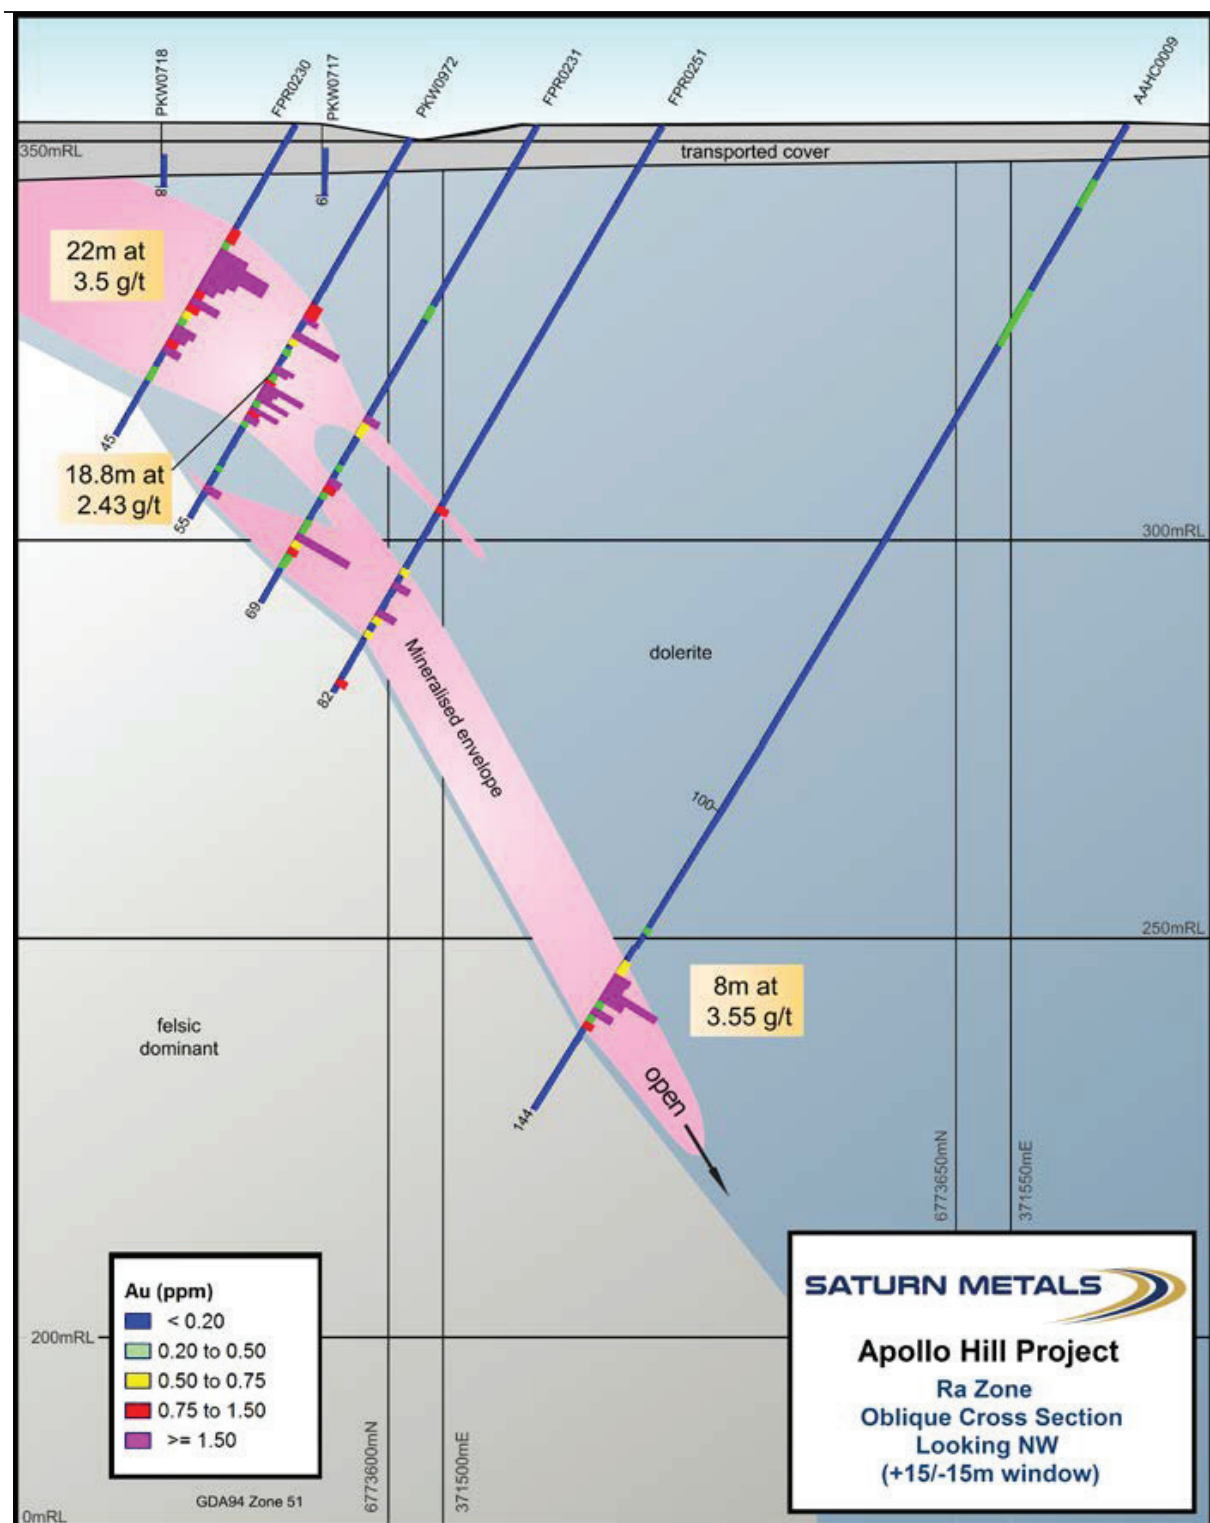 PKW0718
FPR0230
PKW0717
PKW0972
FPR0231
FPR0251
AAHC0009
350mRL
transported cover
8
6
22m at
3.5 g/t
45
18.8m at
2.43 g/t
55
300mRL
69
82
Mineralised envelope
dolerite
100
250mRL
8m at
3.55 g/t
felsic
dominant
open
144
6773650mN
371550mE
200mRL
Au (ppm)
< 0.20
0.20 to 0.50
0.50 to 0.75
0.75 to 1.50
>= 1.50
GDA94 Zone 51
6773600mN
371500mE
SATURN METALS
Apollo Hill Project
Ra Zone
Oblique Cross Section
Looking NW
(+15/-15m window)
0mRL